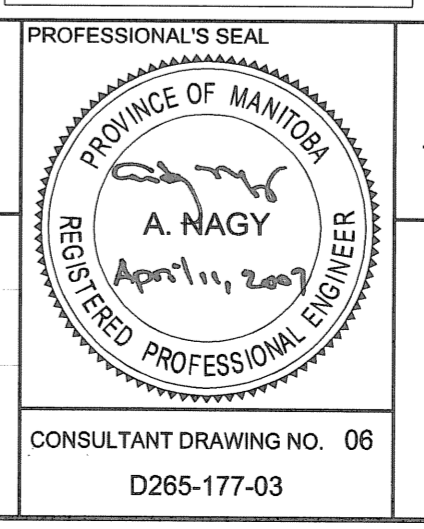 PROFESSIONAL'S SEAL
PROVINCE OF MANITOBA
A. NAGY
April 11, 2007
REGISTERED PROFESSIONAL ENGINEER
CONSULTANT DRAWING NO. 06
D265-177-03